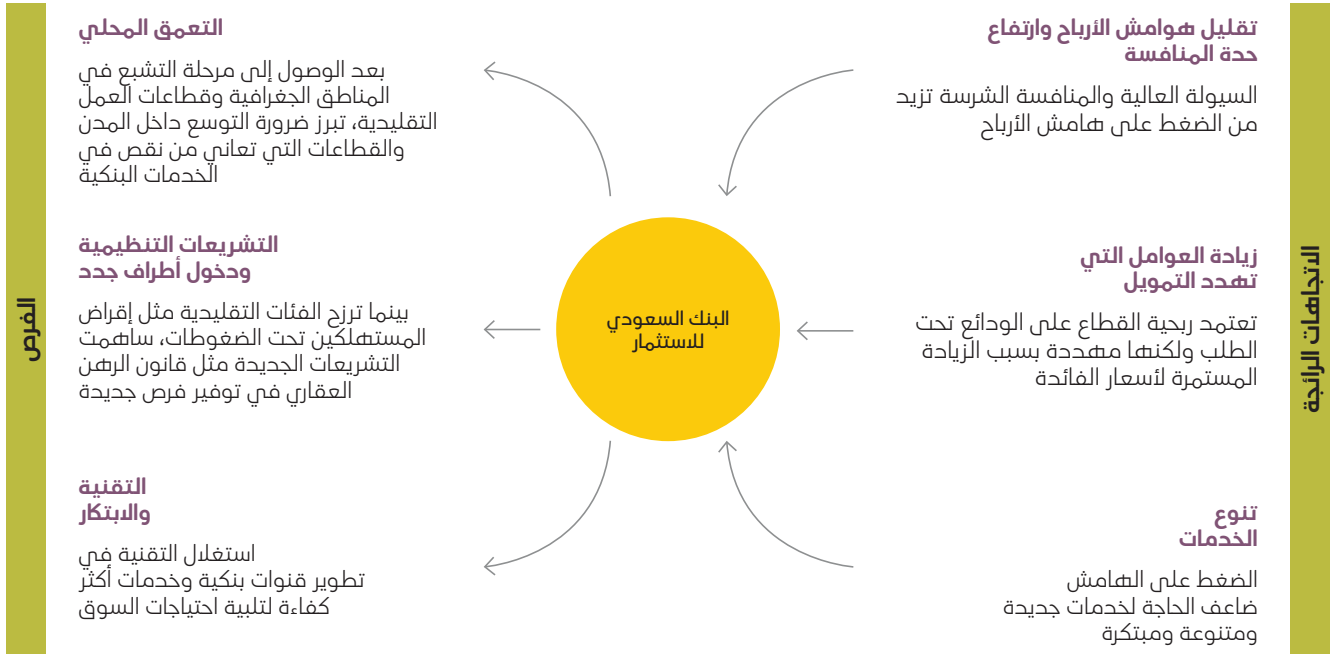 الاتجاهات الرائجة
تقليل هوامش الأرباح وارتفاع
حدة المنافسة
السيولة العالية والمنافسة الشرسة تزيد
من الضغط على هامش الأرباح
زيادة العوامل التي
تهدد التمويل
تعتمد ربحية القطاع على الودائع تحت
الطلب ولكنها مهددة بسبب الزيادة
المستمرة لأسعار الفائدة
تنوع
الخدمات
الضغط على الهامش
ضاعف الحاجة لخدمات جديدة
ومتنوعة ومبتكرة
البنك السعودي
للاستثمار
التعمق المحلي
بعد الوصول إلى مرحلة التشبع في
المناطق الجغرافية وقطاعات العمل
التقليدية، تبرز ضرورة التوسع داخل المدن
والقطاعات التي تعاني من نقص في
الخدمات البنكية
التشريعات التنظيمية
ودخول أطراف جدد
بينما ترزح الفئات التقليدية مثل إقراض
المستهلكين تحت الضغوطات، ساهمت
التشريعات الجديدة مثل قانون الرهن
العقاري في توفير فرص جديدة
التقنية
والابتكار
استغلال التقنية في
تطوير قنوات بنكية وخدمات أكثر
كفاءة لتلبية احتياجات السوق
الفرص